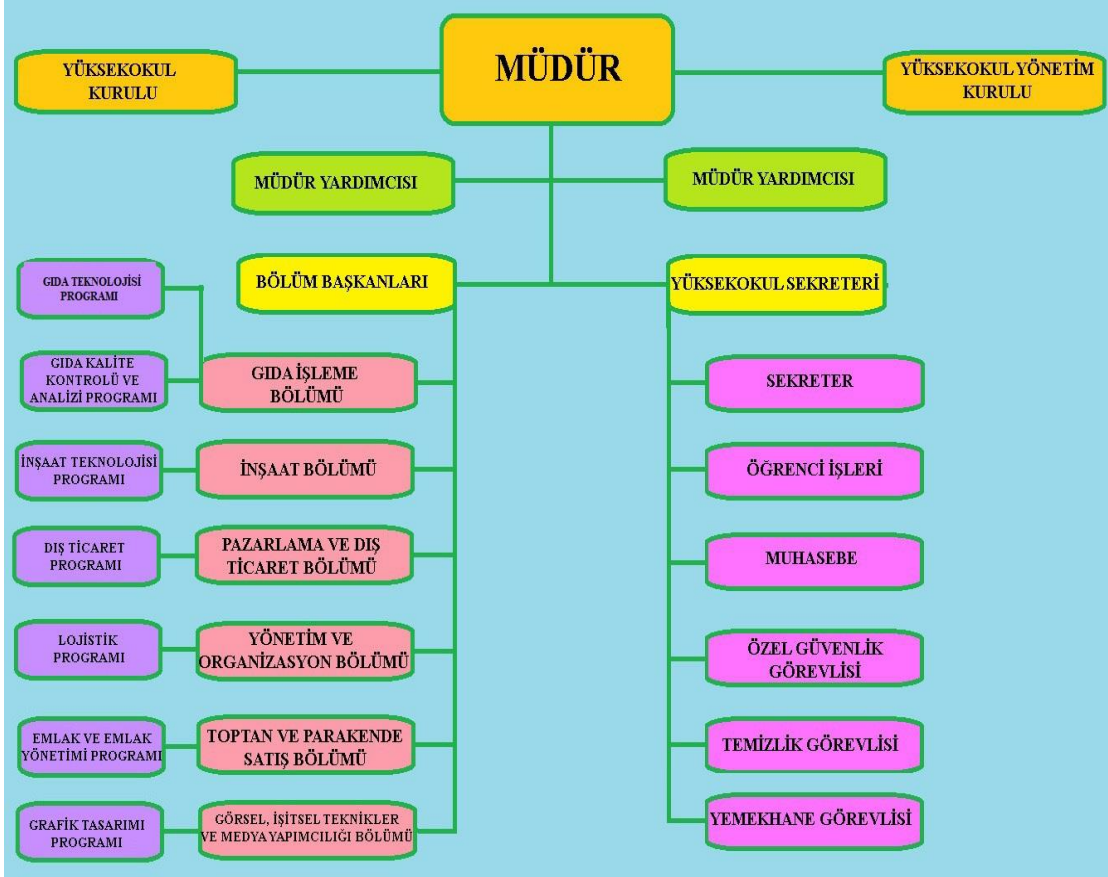 MÜDÜR
YÜKSEKOKUL
KURULU
YÜKSEKOKUL YÖNETİM
KURULU
MÜDÜR YARDIMCISI
MÜDÜR YARDIMCISI
BÖLÜM BAŞKANLARI
YÜKSEKOKUL SEKRETERİ
GIDA TEKNOLOJİSİ
PROGRAMI
GIDA KALİTE
KONTROLÜ VE
ANALİZİ PROGRAMI
GIDA İŞLEME
BÖLÜMÜ
SEKRETER
İNŞAAT TEKNOLOJİSİ
PROGRAMI
İNŞAAT BÖLÜMÜ
ÖĞRENCİ İŞLERİ
DIŞ TİCARET
PROGRAMI
PAZARLAMA VE DIŞ
TİCARET BÖLÜMÜ
MUHASEBE
LOJİSTİK
PROGRAMI
YÖNETİM VE
ORGANİZASYON BÖLÜMÜ
ÖZEL GÜVENLİK
GÖREVLİSİ
EMLAK VE EMLAK
YÖNETİMİ PROGRAMI
TOPTAN VE PARAKENDE
SATIŞ BÖLÜMÜ
TEMİZLİK GÖREVLİSİ
GRAFİK TASARIMI
PROGRAMI
GÖRSEL, İŞİTSEL TEKNİKLER
VE MEDYA YAPIMCILIĞI BÖLÜMÜ
YEMEKHANE GÖREVLİSİ